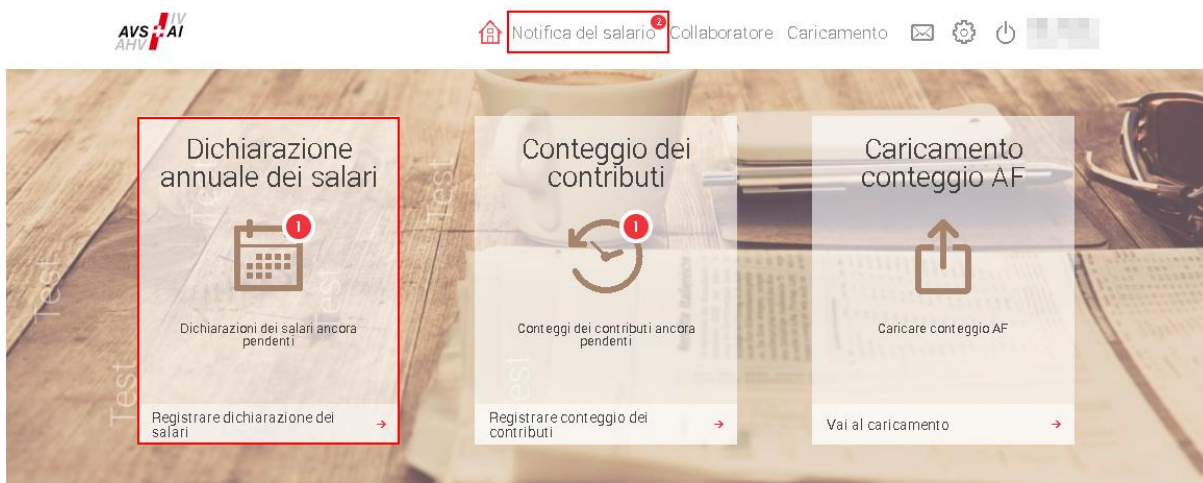 IV
AVS AI
AHV
Notifica del salario 2 Collaboratore Caricamento
Dichiarazione
annuale dei salari
1
Dichiarazioni dei salari ancora
pendenti
Registrare dichiarazione dei
salari
Conteggio dei
contributi
1
Conteggi dei contributi ancora
pendenti
Registrare conteggio dei
contributi
Caricamento
conteggio AF
Caricare conteggio AF
Vai al caricamento
Test
Test
Test
Test
Test
Test